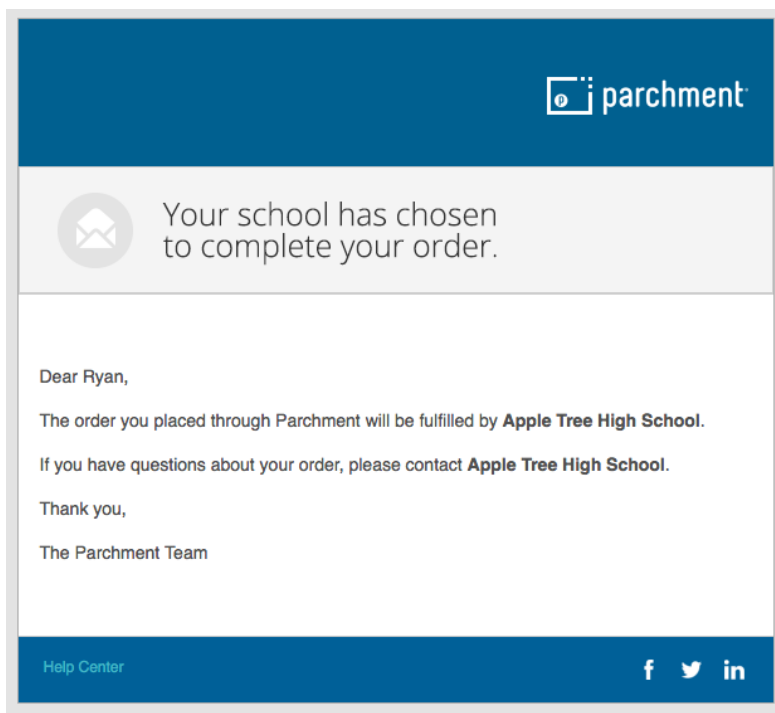 parchment
Your school has chosen
to complete your order.
Dear Ryan,
The order you placed through Parchment will be fulfilled by Apple Tree High School.
If you have questions about your order, please contact Apple Tree High School.
Thank you,
The Parchment Team
Help Center